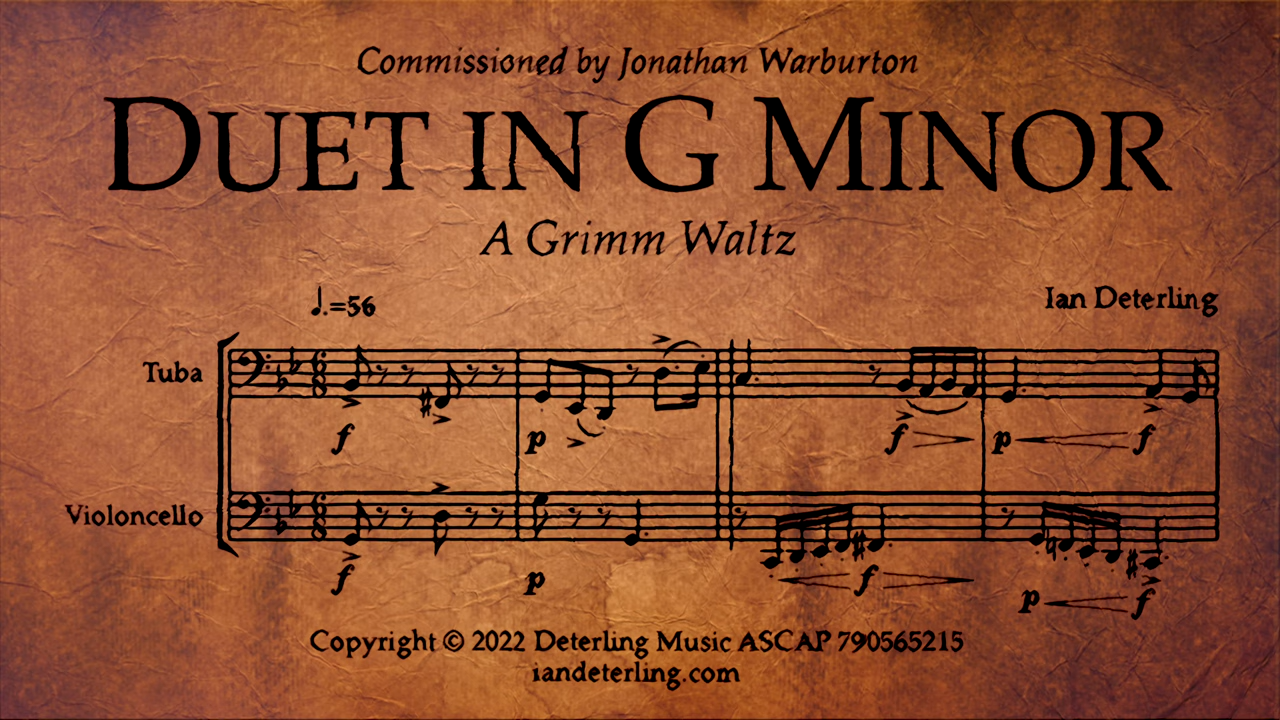 Commissioned by Jonathan Warburton
DUET IN G MINOR
A Grimm Waltz
♩.=56
Ian Deterling
Tuba
f p f p f
Violoncello
f p f p f
Copyright © 2022 Deterling Music ASCAP 790565215
iandeterling.com